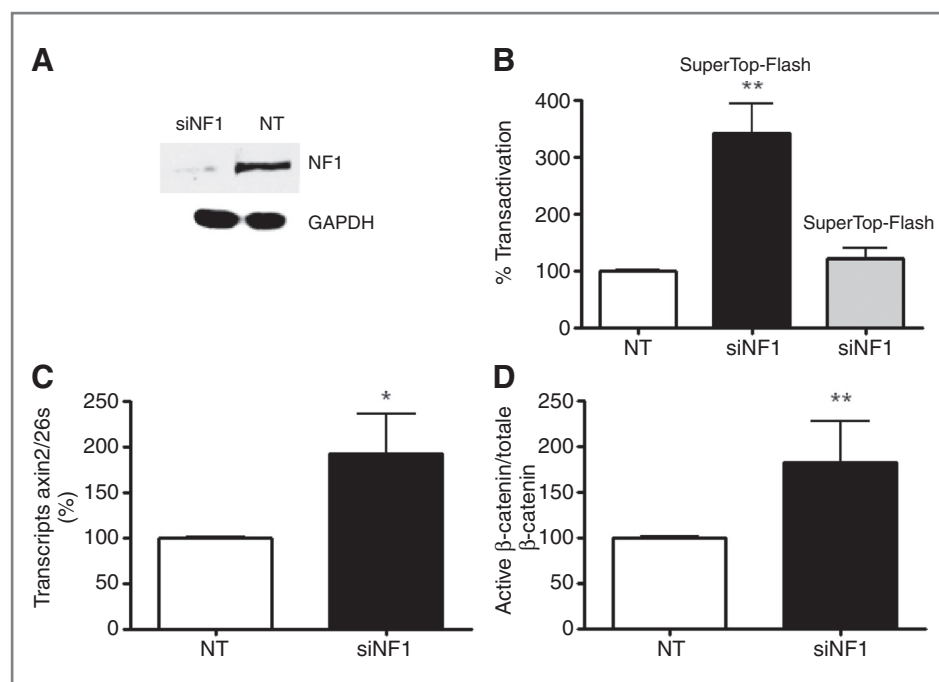 A
siNF1 NT
NF1
GAPDH
B
SuperTop-Flash
**
% Transactivation
400
300
200
100
0
SuperTop-Flash
NT siNF1 siNF1
C
Transcripts axin2/26s
(%)
250
200
150
100
50
0
*
NT siNF1
D
Active β-catenin/totale
β-catenin
250
200
150
100
50
0
**
NT siNF1